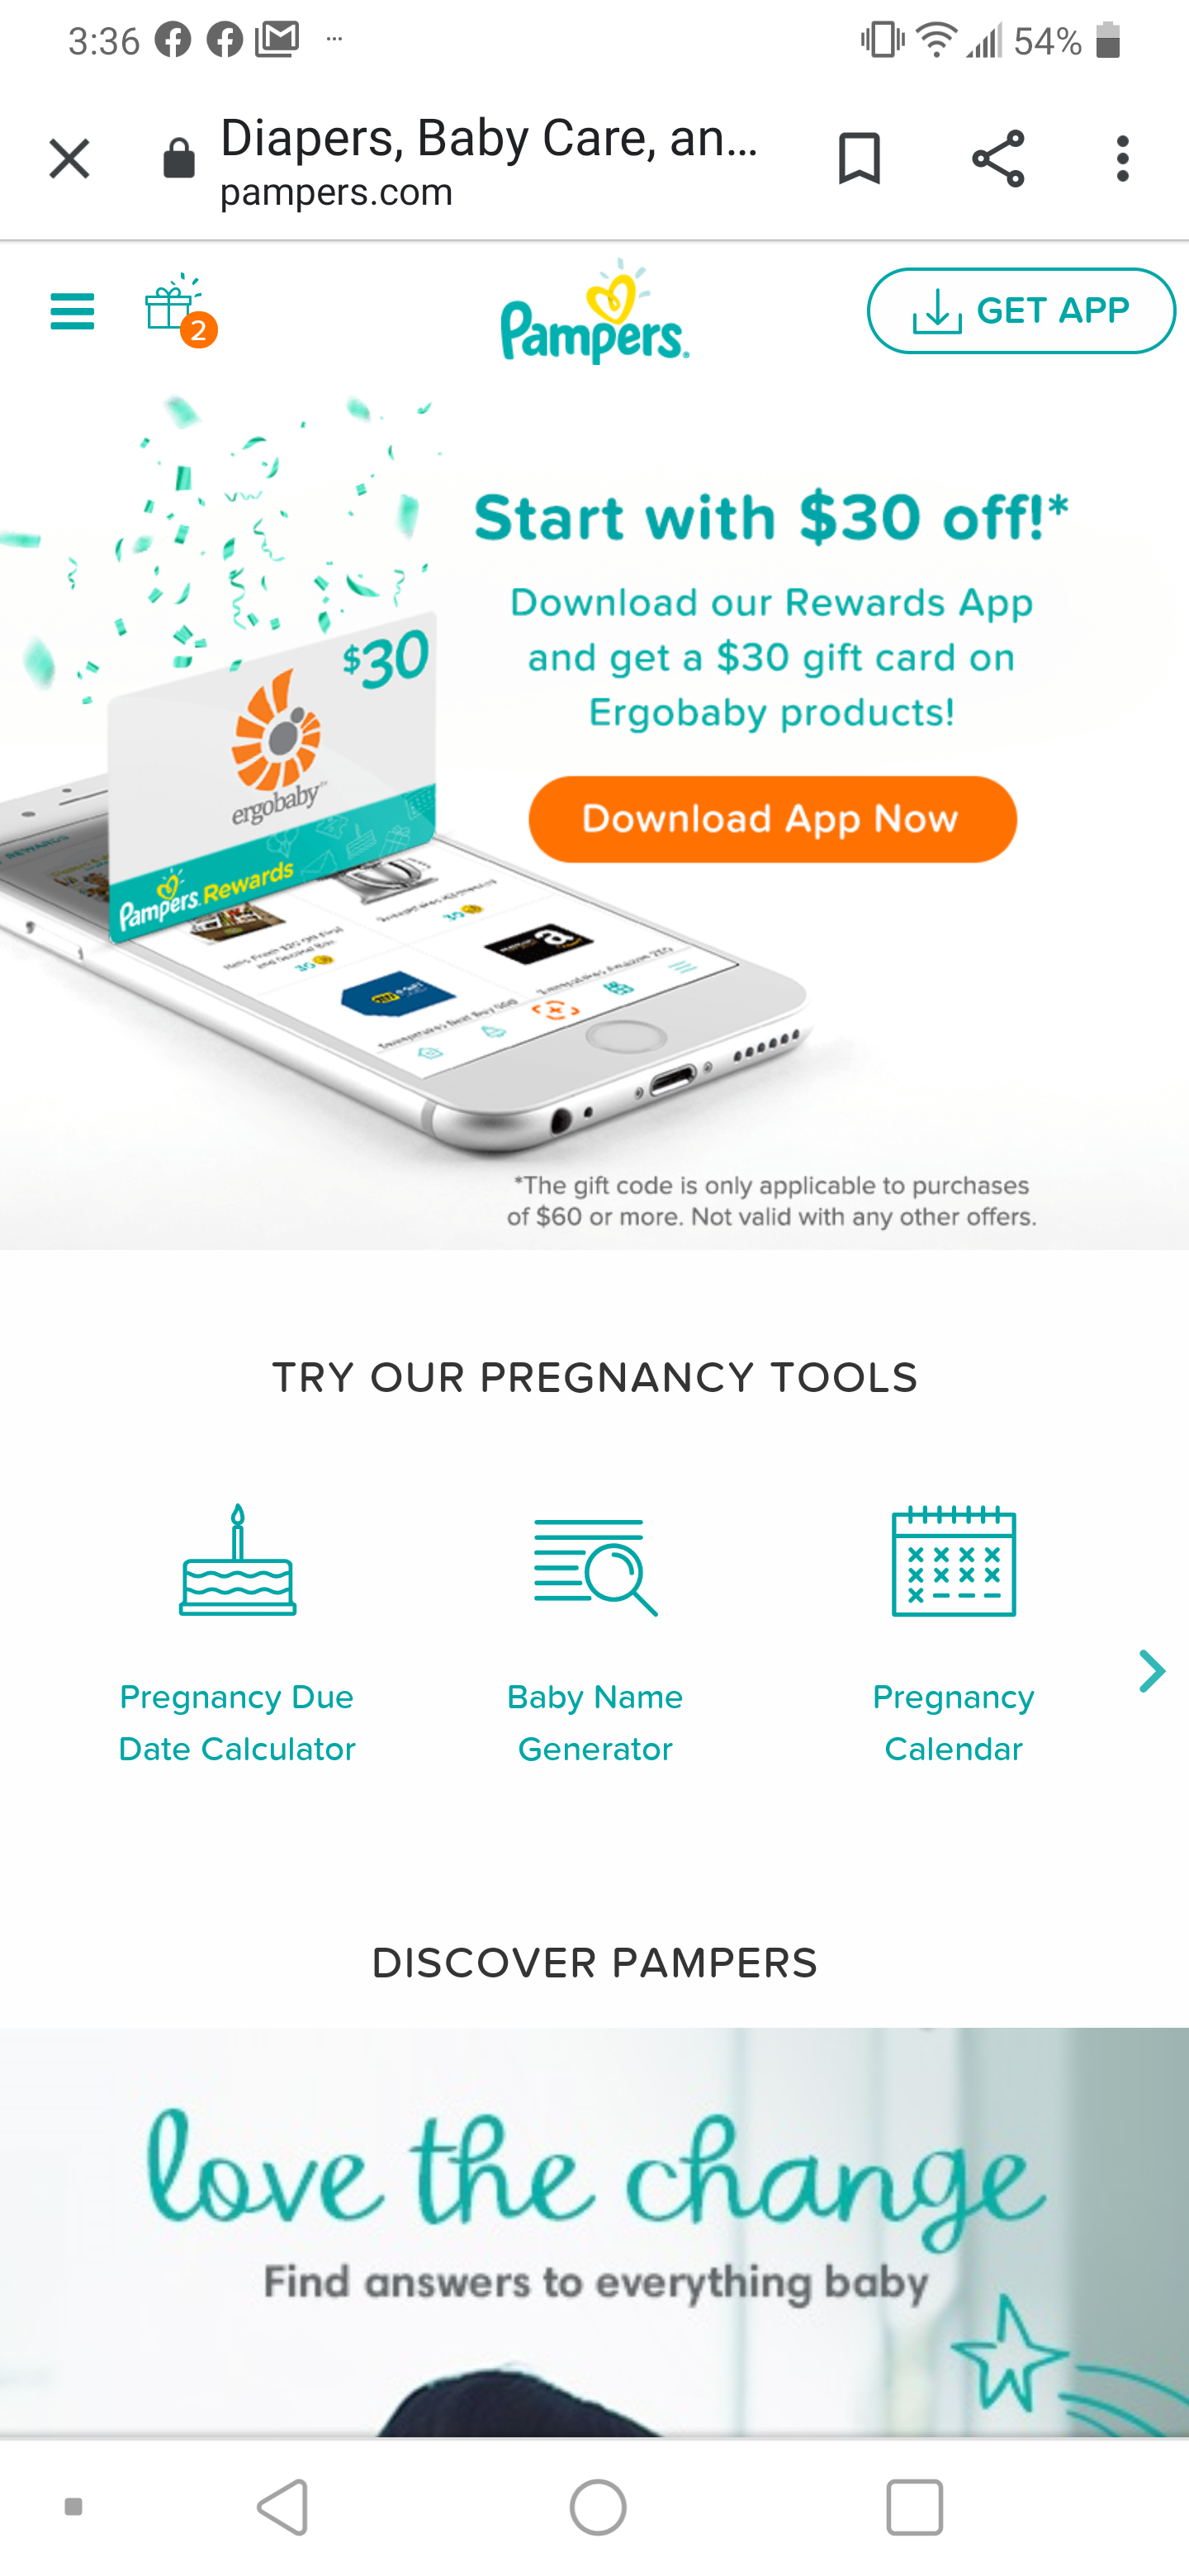 3:36
54%
Diapers, Baby Care, an...
pampers.com
2
Pampers.
GET APP
Start with $30 off!*
Download our Rewards App
and get a $30 gift card on
Ergobaby products!
Download App Now
$30
ergobaby
Pampers Rewards
REWARDS
30
30
*The gift code is only applicable to purchases
of $60 or more. Not valid with any other offers.
TRY OUR PREGNANCY TOOLS
Pregnancy Due
Date Calculator
Baby Name
Generator
Pregnancy
Calendar
DISCOVER PAMPERS
love the change
Find answers to everything baby